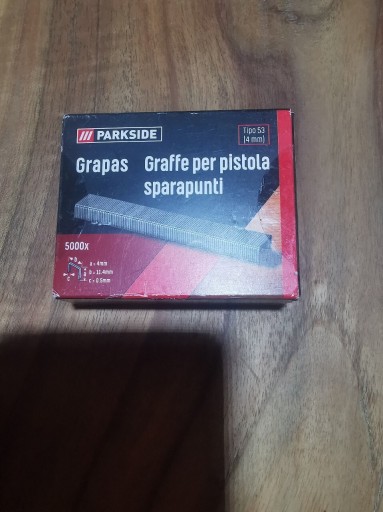 /// PARKSIDE
Tipo 53
(4 mm)
Grapas
Graffe per pistola
sparapunti
5000x
a = 4mm
b = 11.4mm
c = 0.5mm